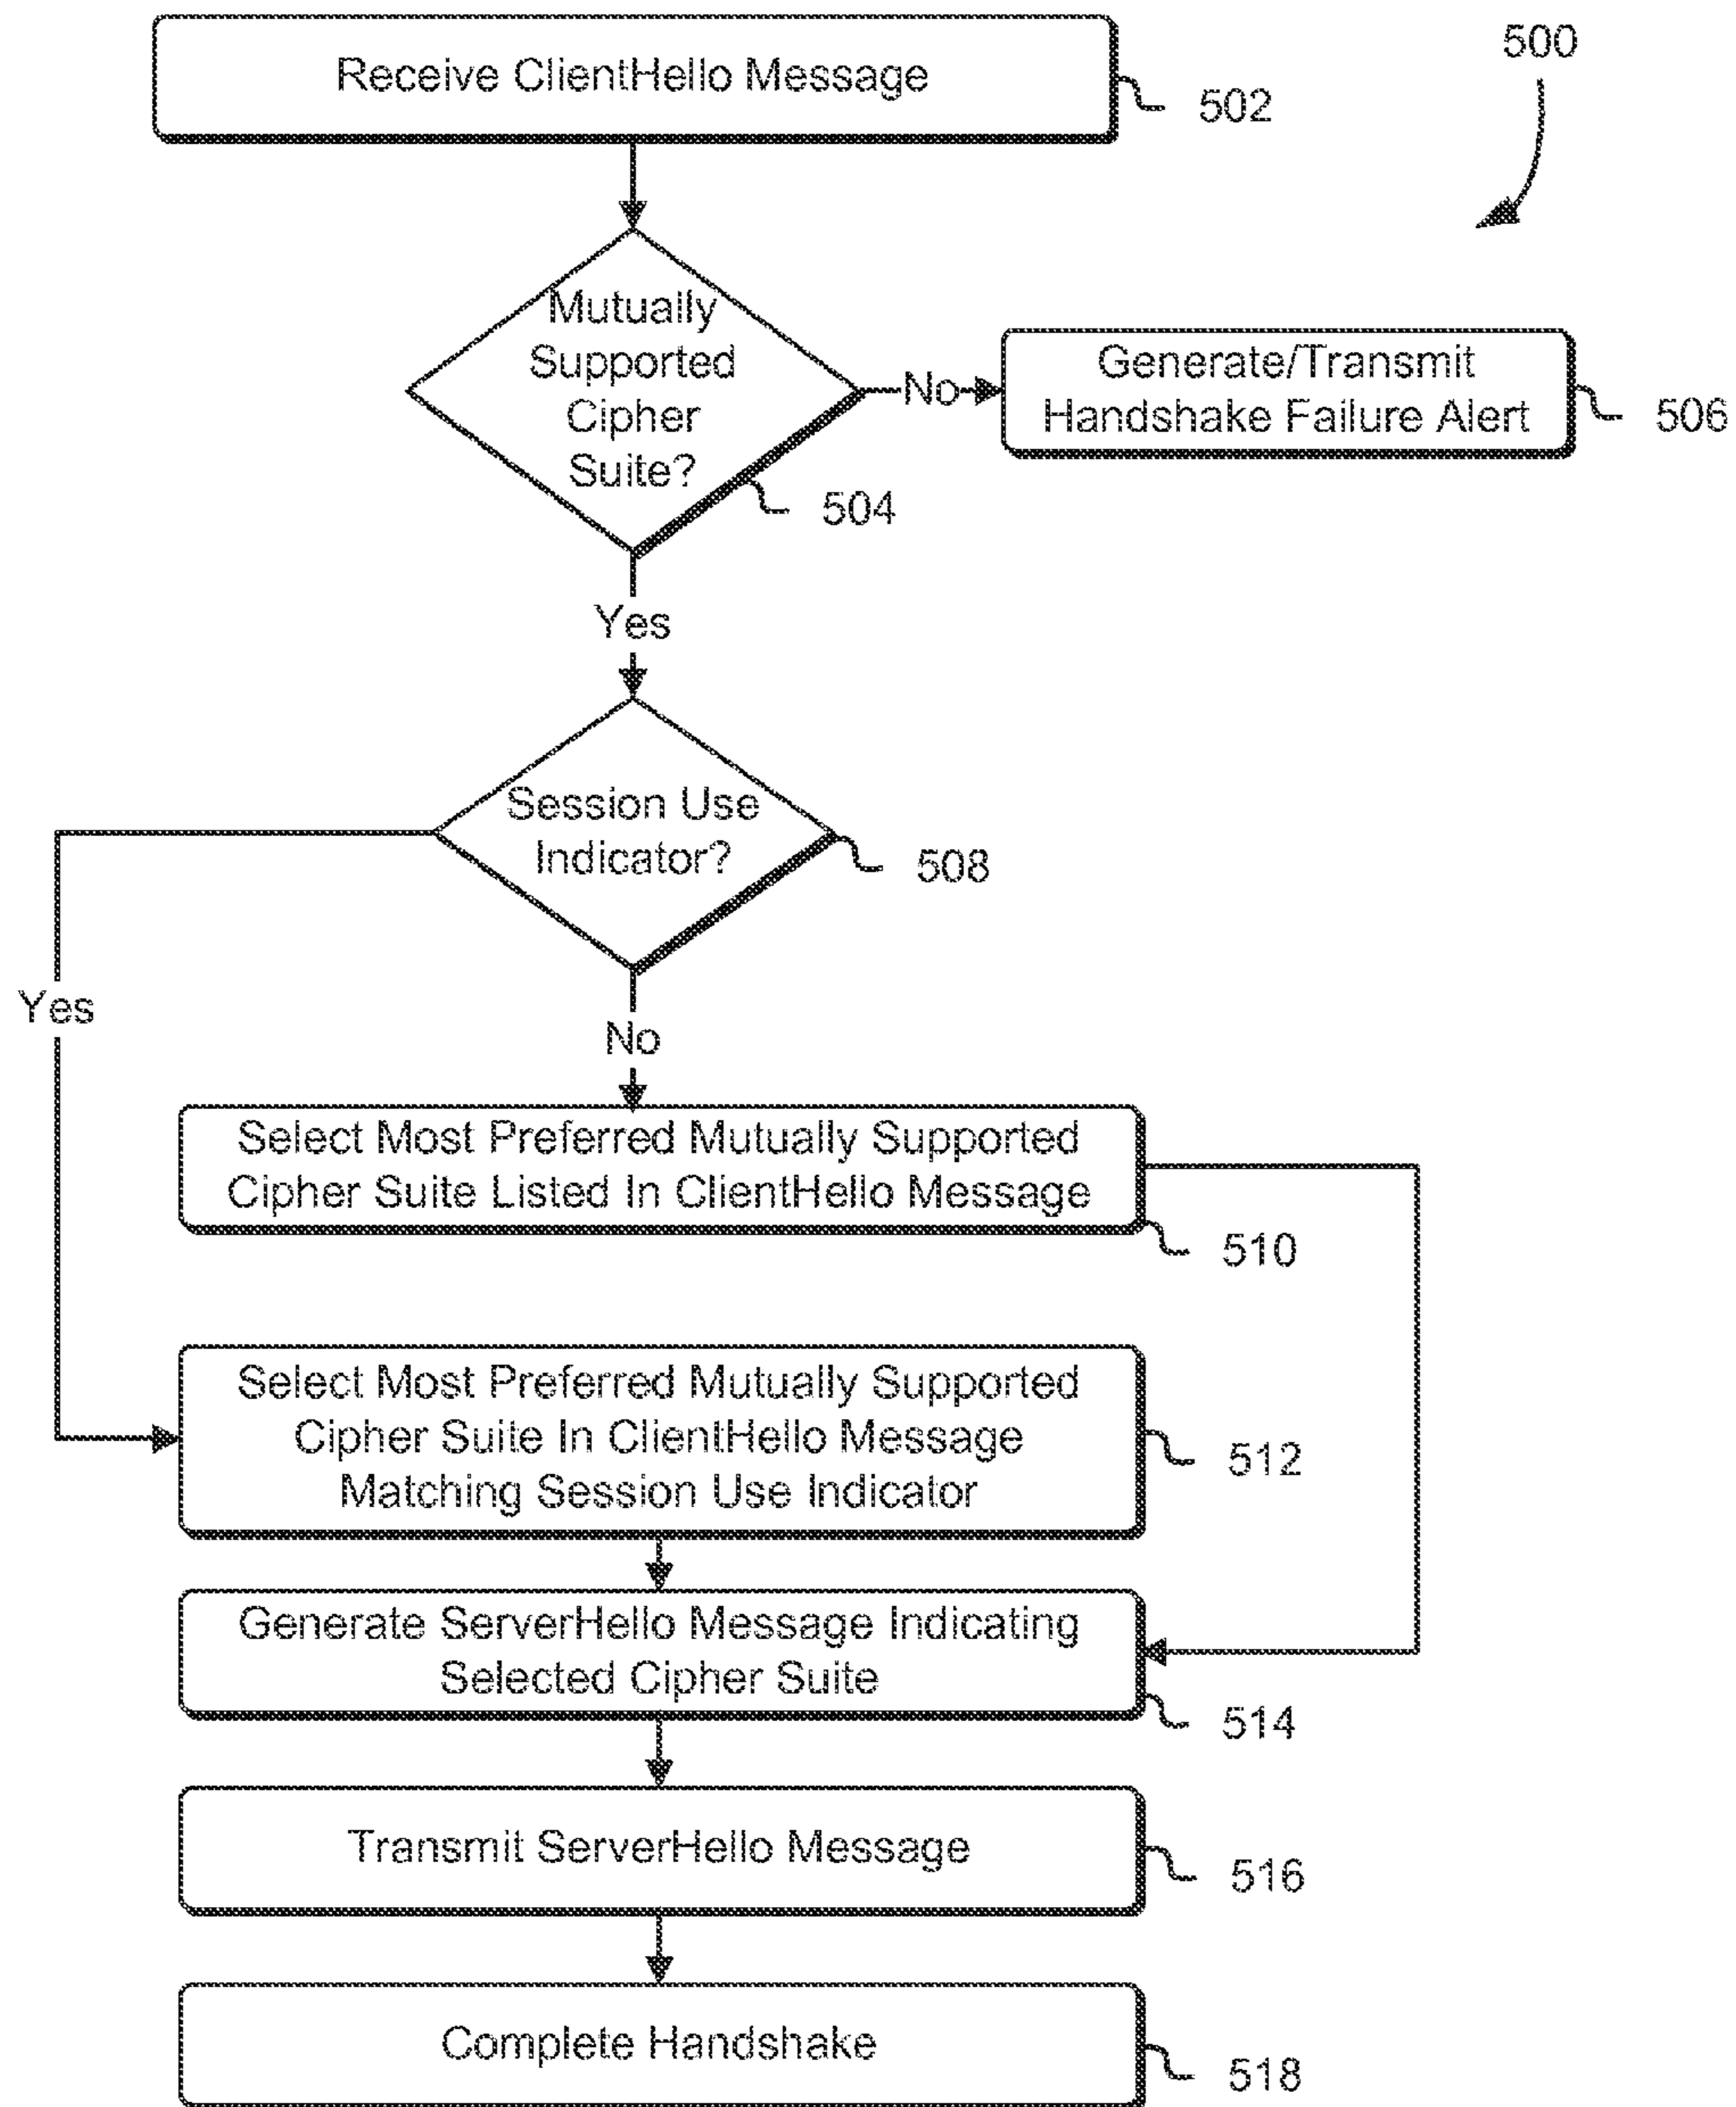 500
Receive ClientHello Message
502
Mutually
Supported
Cipher
Suite?
504
No
Generate/Transmit
Handshake Failure Alert
506
Yes
Session Use
Indicator?
508
Yes
No
Select Most Preferred Mutually Supported
Cipher Suite Listed In ClientHello Message
510
Select Most Preferred Mutually Supported
Cipher Suite In ClientHello Message
Matching Session Use Indicator
512
Generate ServerHello Message Indicating
Selected Cipher Suite
514
Transmit ServerHello Message
516
Complete Handshake
518